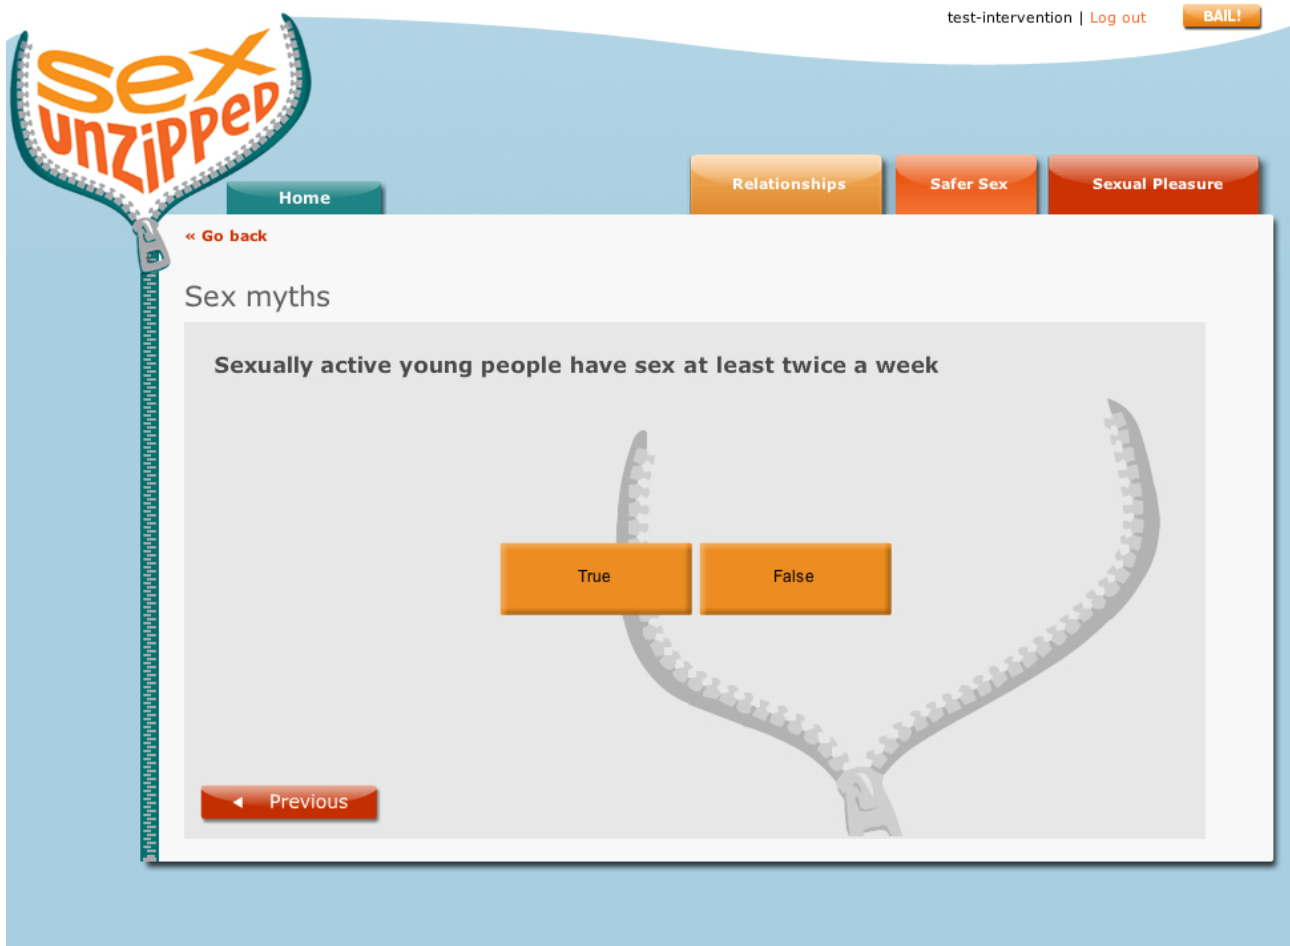 test-intervention | Log out
BAIL!
sex
unzipped
Home
Relationships
Safer Sex
Sexual Pleasure
« Go back
Sex myths
Sexually active young people have sex at least twice a week
True
False
Previous